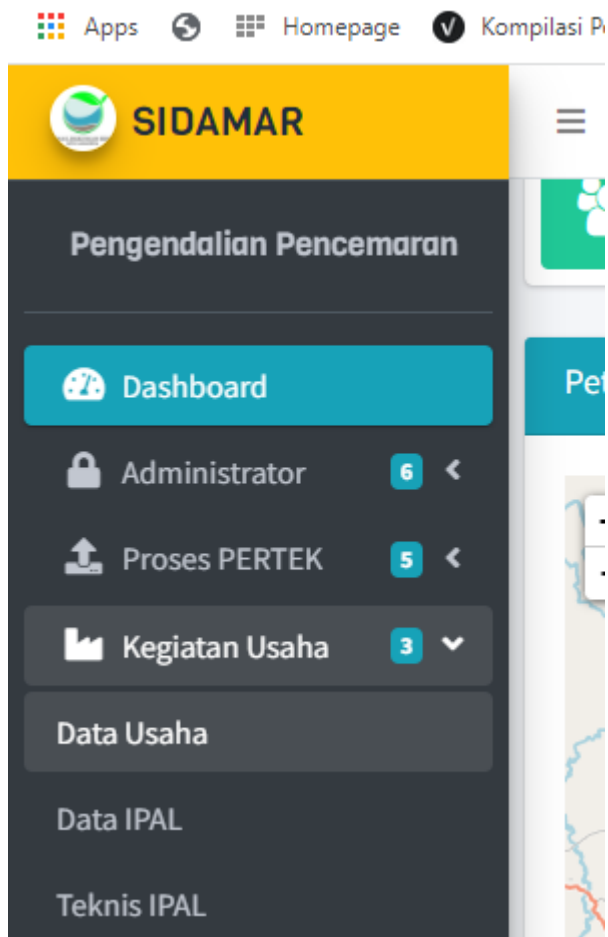 Apps Homepage Kompilasi
SIDAMAR
Pengendalian Pencemaran
Dashboard
Administrator 6
Proses PERTEK 5
Kegiatan Usaha 3
Data Usaha
Data IPAL
Teknis IPAL